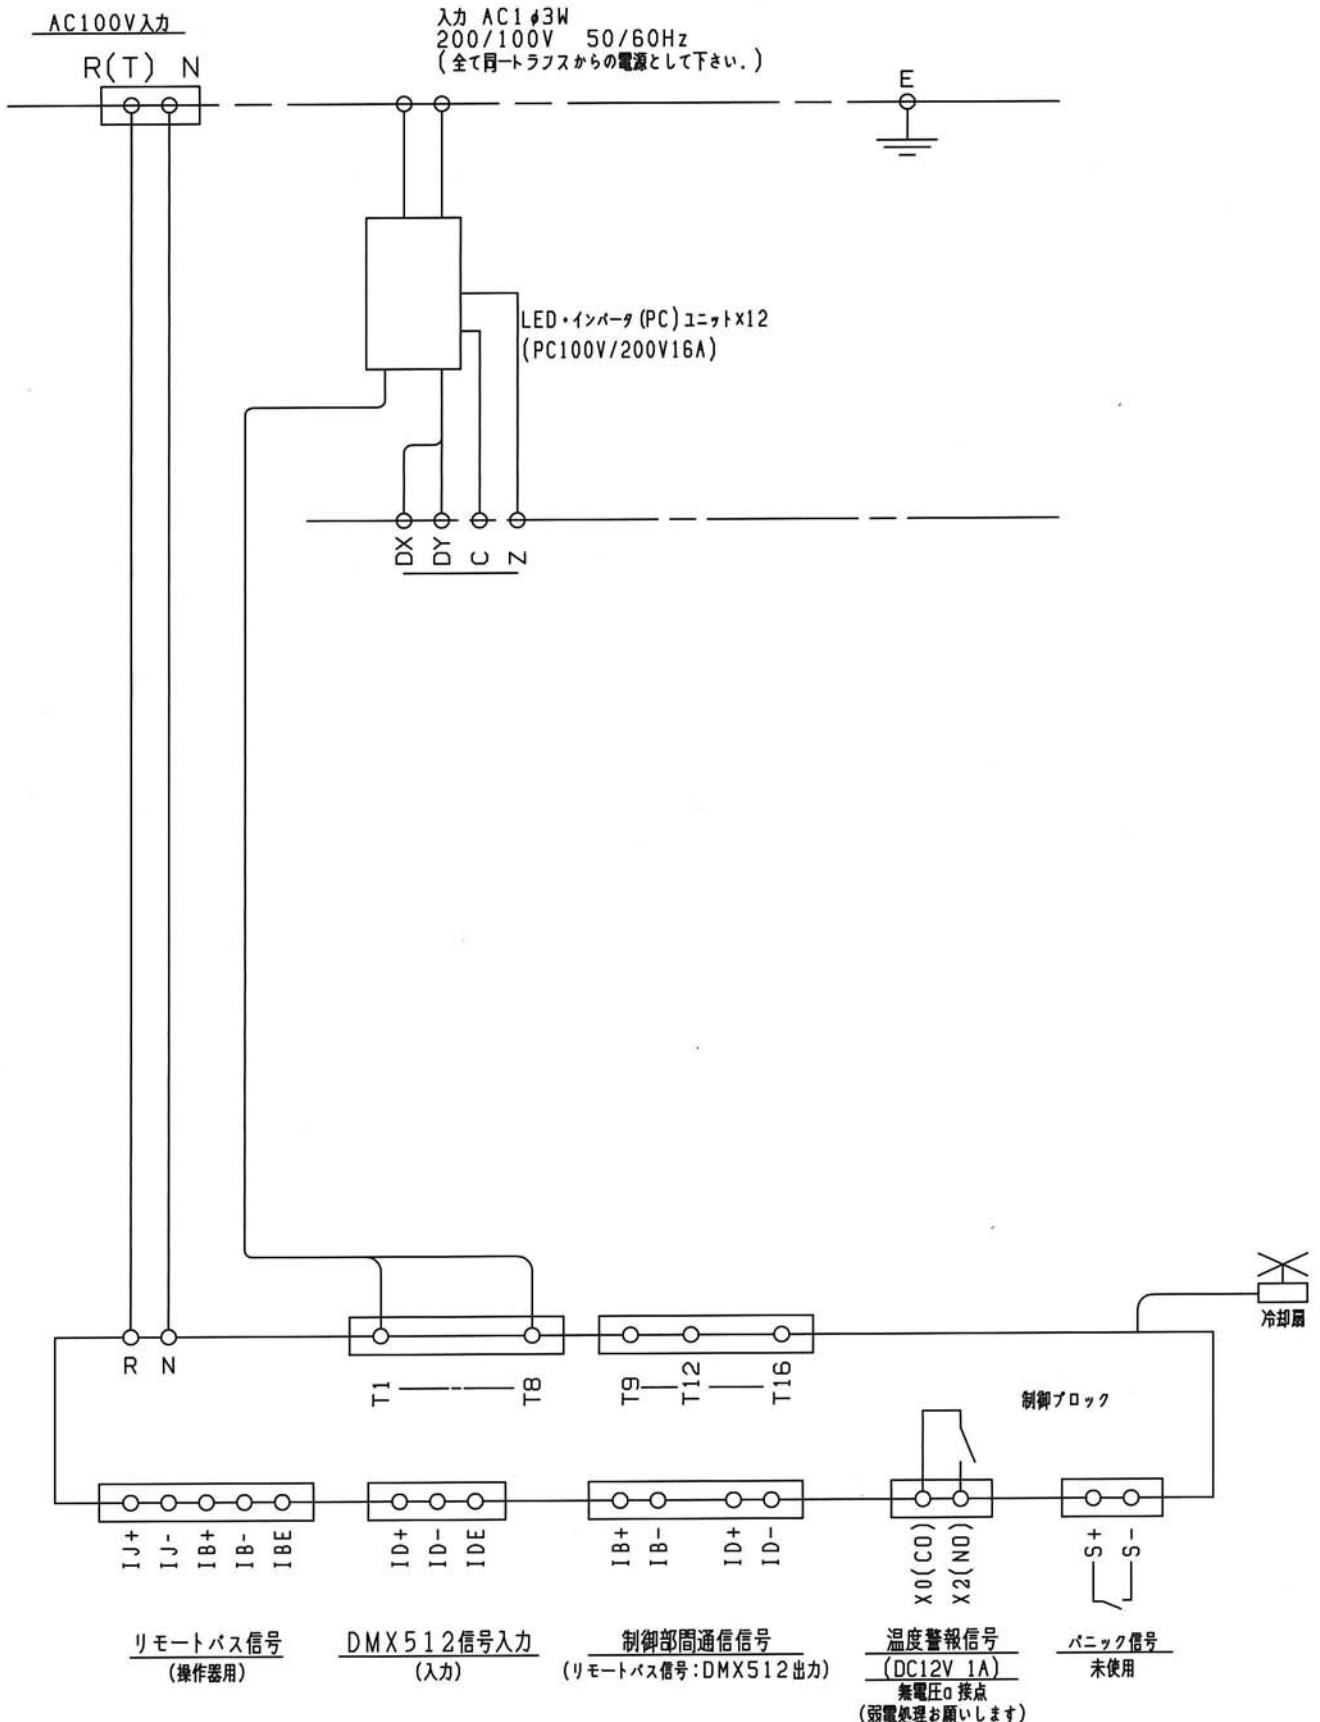 AC100V入力
R(T) N
入力 AC1φ3W
200/100V 50/60Hz
(全て同一トランスからの電源として下さい.)
E
LED・インバータ(PC)ユニット×12
(PC100V/200V16A)
DX
DY
C
Z
冷却扇
R N
T1
T8
T9
T12
T16
制御ブロック
IJ+
IJ-
IB+
IB-
IBE
ID+
ID-
IDE
IB+
IB-
ID+
ID-
X0(CO)
X2(NO)
S+
S-
リモートバス信号
(操作器用)
DMX512信号入力
(入力)
制御部間通信信号
(リモートバス信号:DMX512出力)
温度警報信号
(DC12V 1A)
無電圧a接点
(弱電処理お願いします)
パニック信号
未使用